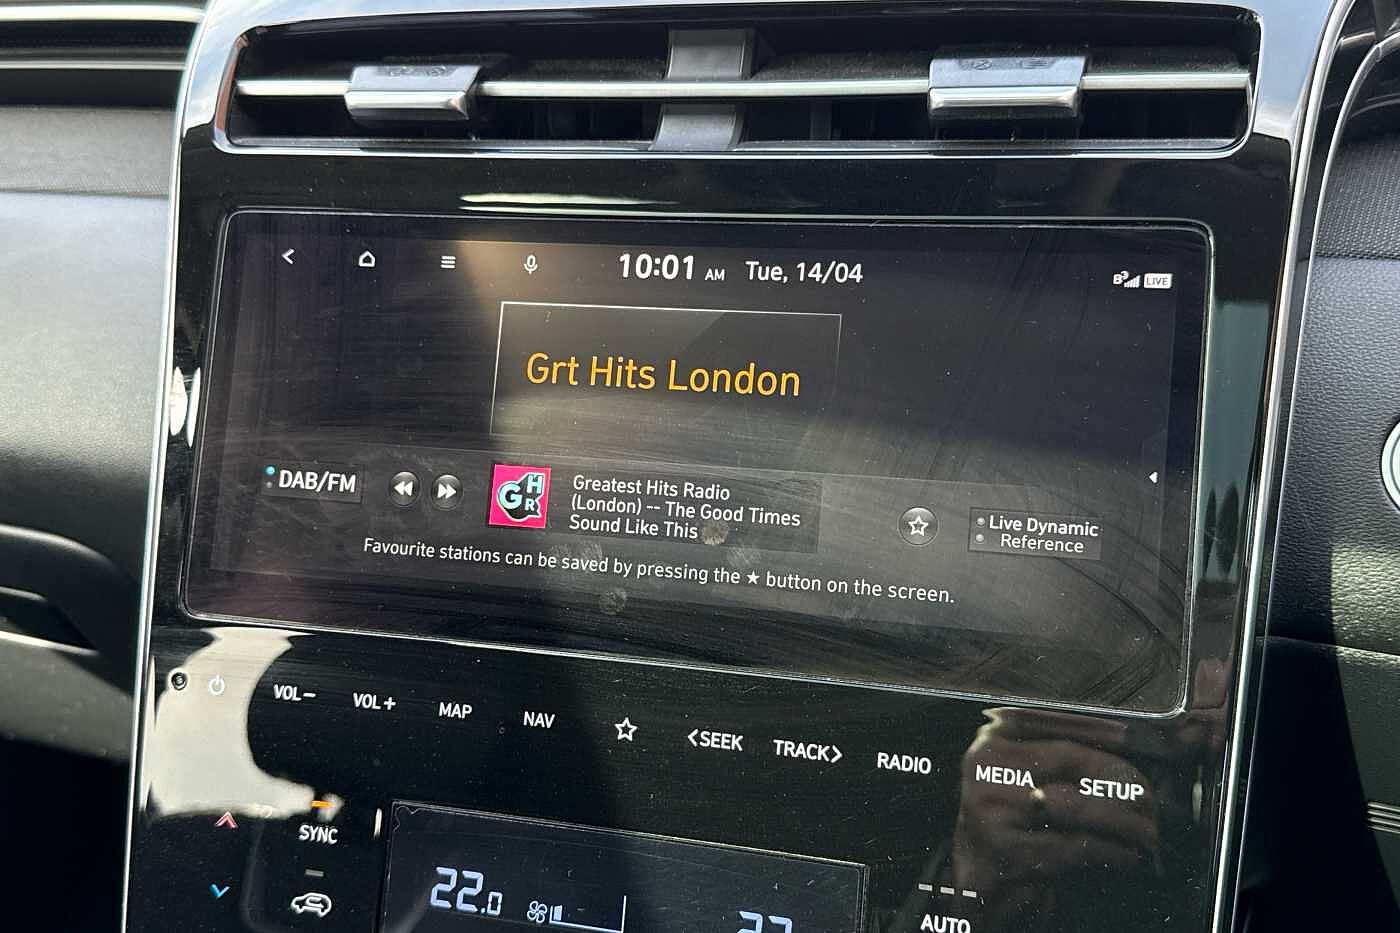 10:01 AM Tue, 14/04
B LIVE
Grt Hits London
DAB/FM
GHR
Greatest Hits Radio
(London) -- The Good Times
Sound Like This
Live Dynamic
Reference
Favourite stations can be saved by pressing the ★ button on the screen.
VOL− VOL+ MAP NAV <SEEK TRACK> RADIO MEDIA SETUP
SYNC
22.0
AUTO